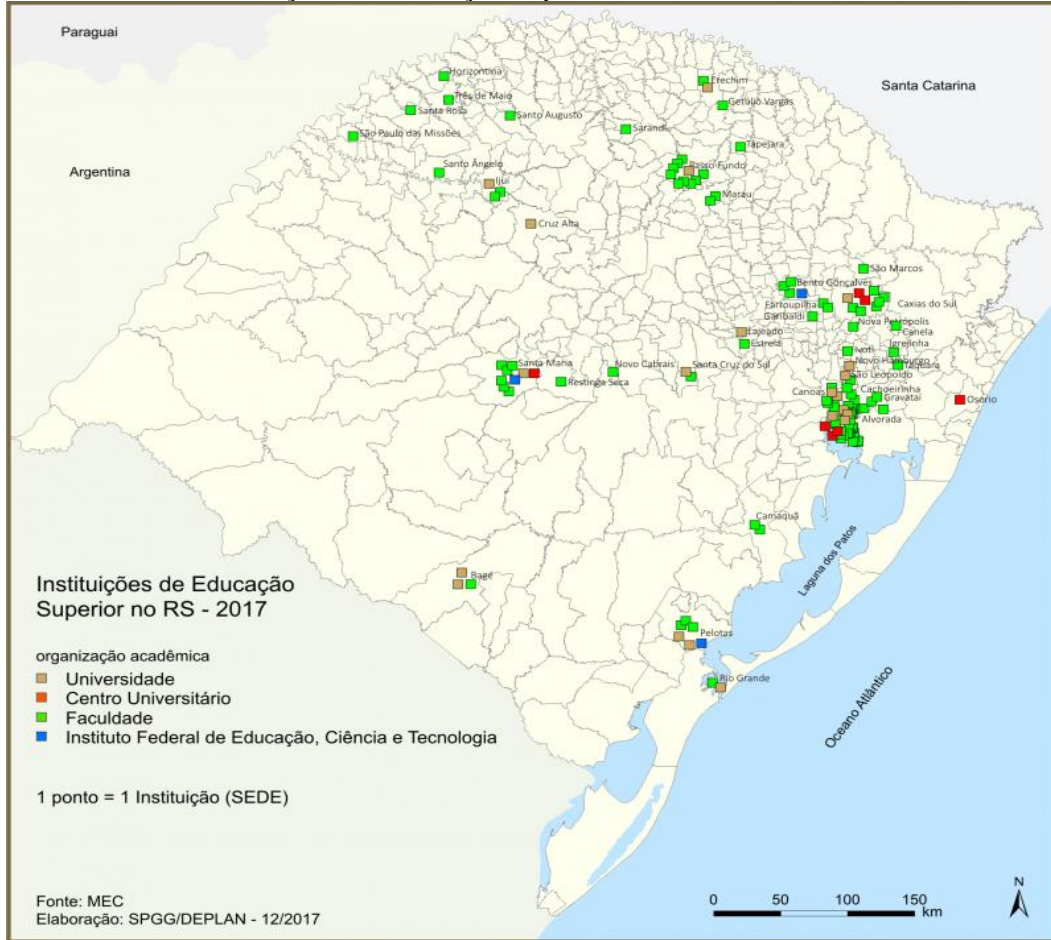 Paraguai
Santa Catarina
Argentina
Horizontina
Três de Maio
Santa Rosa
Santo Augusto
São Paulo das Missões
Santo Ângelo
Ijuí
Cruz Alta
Erechim
Getúlio Vargas
Sarandi
Tapejara
Passo Fundo
Marau
São Marcos
Bento Gonçalves
Caxias do Sul
Farroupilha
Garibaldi
Nova Petrópolis
Canela
Lajeado
Estrela
Ivoti
Igrejinha
Novo Hamburgo
Taquara
São Leopoldo
Santa Maria
Restinga Seca
Novo Cabrais
Santa Cruz do Sul
Cachoeirinha
Canoas
Gravataí
Osório
Alvorada
Camaquã
Laguna dos Patos
Bagé
Pelotas
Rio Grande
Oceano Atlântico
Instituições de Educação
Superior no RS - 2017
organização acadêmica
Universidade
Centro Universitário
Faculdade
Instituto Federal de Educação, Ciência e Tecnologia
1 ponto = 1 Instituição (SEDE)
Fonte: MEC
Elaboração: SPGG/DEPLAN - 12/2017
0 50 100 150
km
N